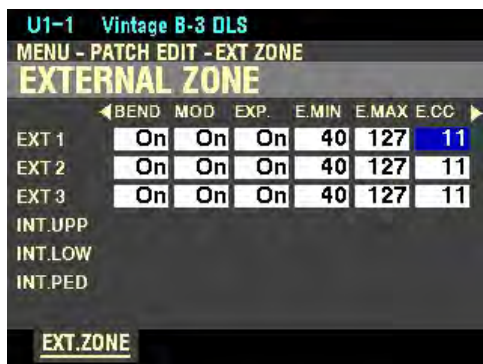 U1-1 Vintage B-3 DLS
MENU - PATCH EDIT - EXT ZONE
EXTERNAL ZONE
BEND MOD EXP. E.MIN E.MAX E.CC
EXT 1 On On On 40 127 11
EXT 2 On On On 40 127 11
EXT 3 On On On 40 127 11
INT.UPP
INT.LOW
INT.PED
EXT.ZONE